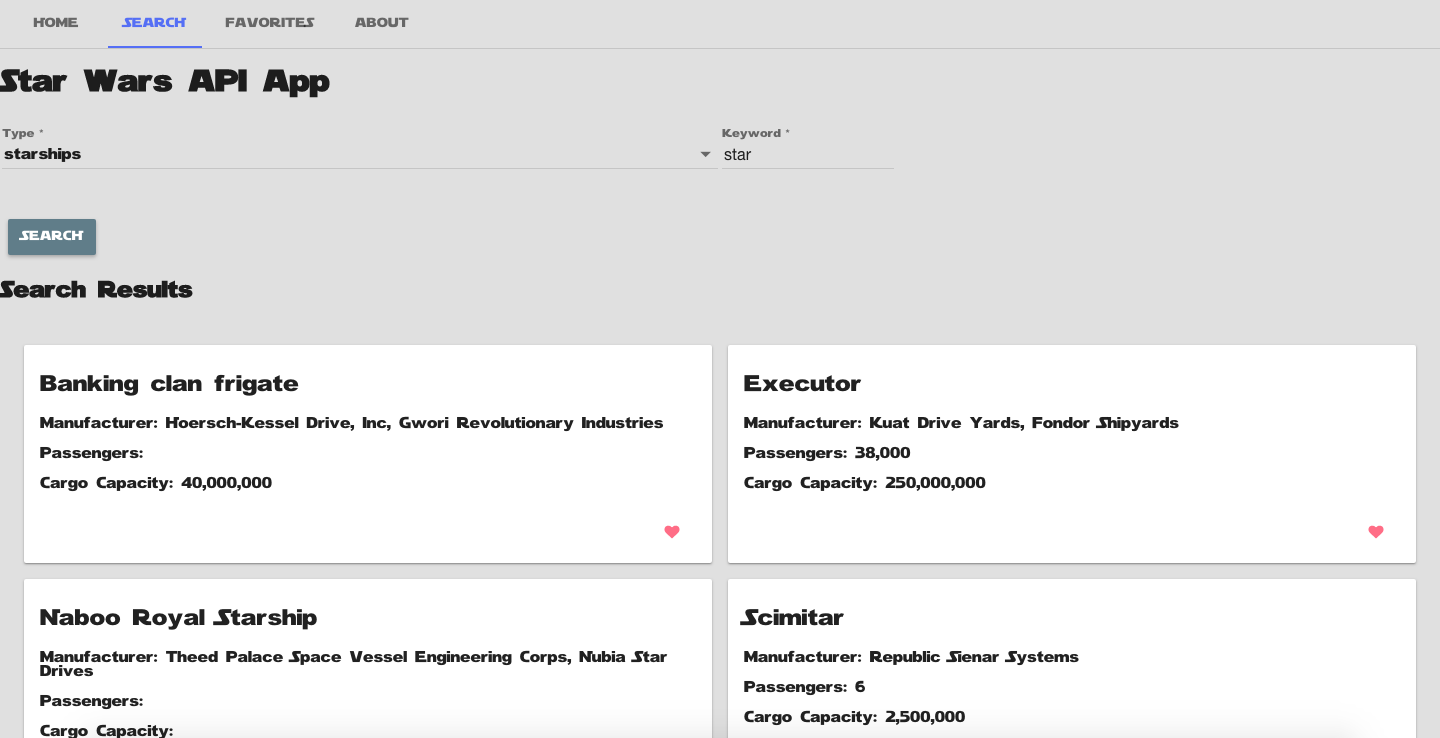 HOME SEARCH FAVORITES ABOUT
Star Wars API App
Type * Keyword *
starships star
SEARCH
Search Results
Banking clan frigate
Manufacturer: Hoersch-Kessel Drive, Inc, Gwori Revolutionary Industries
Passengers:
Cargo Capacity: 40,000,000
Executor
Manufacturer: Kuat Drive Yards, Fondor Shipyards
Passengers: 38,000
Cargo Capacity: 250,000,000
Naboo Royal Starship
Manufacturer: Theed Palace Space Vessel Engineering Corps, Nubia Star
Drives
Passengers:
Cargo Capacity:
Scimitar
Manufacturer: Republic Sienar Systems
Passengers: 6
Cargo Capacity: 2,500,000